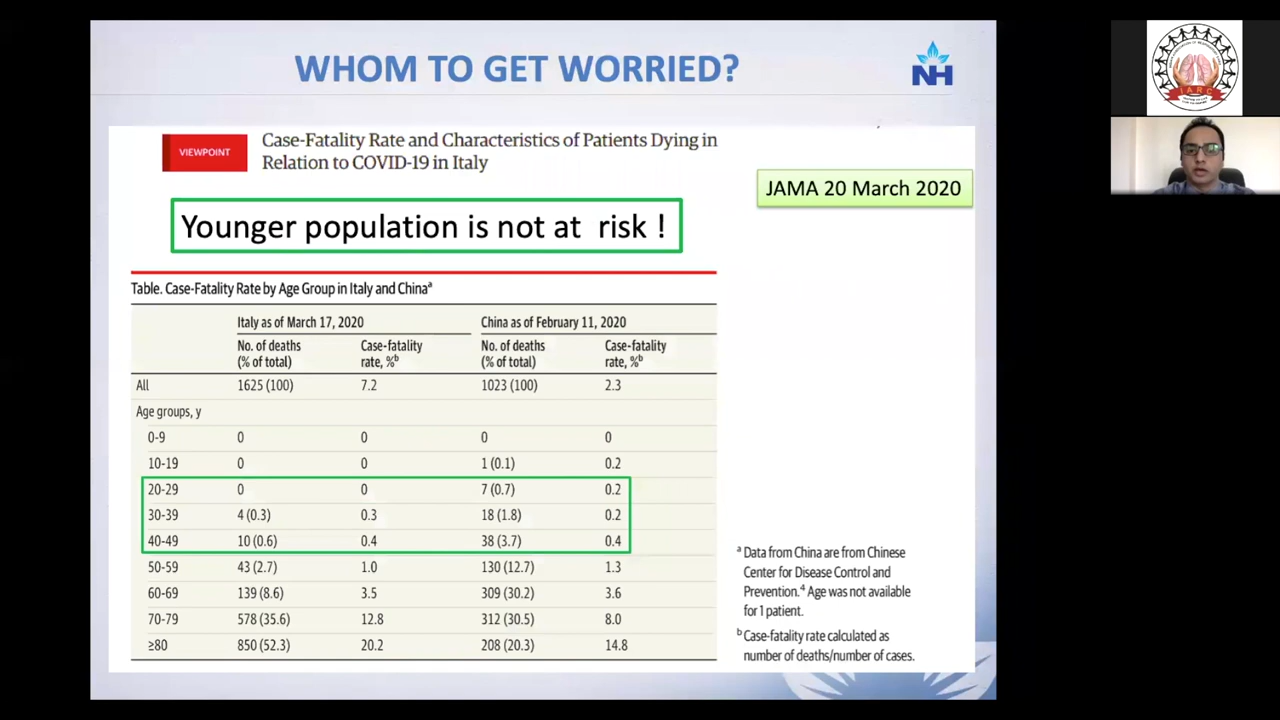 WHOM TO GET WORRIED?
NH
VIEWPOINT
Case-Fatality Rate and Characteristics of Patients Dying in
Relation to COVID-19 in Italy
JAMA 20 March 2020
Younger population is not at risk !
Table. Case-Fatality Rate by Age Group in Italy and Chinaᵃ
Italy as of March 17, 2020 China as of February 11, 2020
No. of deaths Case-fatality No. of deaths Case-fatality
(% of total) rate, %ᵇ (% of total) rate, %ᵇ
All 1625 (100) 7.2 1023 (100) 2.3
Age groups, y
0-9 0 0 0 0
10-19 0 0 1 (0.1) 0.2
20-29 0 0 7 (0.7) 0.2
30-39 4 (0.3) 0.3 18 (1.8) 0.2
40-49 10 (0.6) 0.4 38 (3.7) 0.4
50-59 43 (2.7) 1.0 130 (12.7) 1.3
60-69 139 (8.6) 3.5 309 (30.2) 3.6
70-79 578 (35.6) 12.8 312 (30.5) 8.0
≥80 850 (52.3) 20.2 208 (20.3) 14.8
ᵃ Data from China are from Chinese
Center for Disease Control and
Prevention.⁴ Age was not available
for 1 patient.
ᵇ Case-fatality rate calculated as
number of deaths/number of cases.
IARC